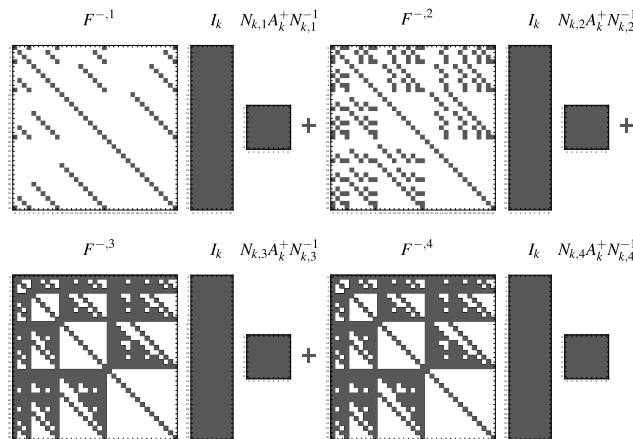 F^{-,1} I_k N_{k,1}A_k^+N_{k,1}^{-1} F^{-,2} I_k N_{k,2}A_k^+N_{k,2}^{-1}
+ +
F^{-,3} I_k N_{k,3}A_k^+N_{k,3}^{-1} F^{-,4} I_k N_{k,4}A_k^+N_{k,4}^{-1}
+